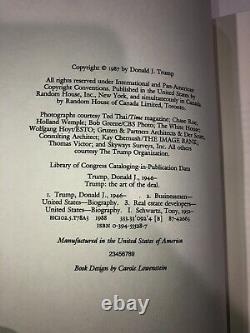 Copyright © 1987 by Donald J. Trump
All rights reserved under International and Pan-American
Copyright Conventions. Published in the United States by
Random House, Inc., New York, and simultaneously in Canada
by Random House of Canada Limited, Toronto.
Photographs courtesy Ted Thai/Time magazine; Chase Roe;
Holland Wemple; Bob Greene/CBS Photo; The White House;
Wolfgang Hoyt/ESTO; Gruzen & Partners Architects & Der Scutt,
Consulting Architect; Kay Chernush/THE IMAGE BANK;
Thomas Victor; and Skyways Surveys, Inc. All others
courtesy The Trump Organization.
Library of Congress Cataloging-in-Publication Data
Trump, Donald J., 1946–
Trump: the art of the deal.
1. Trump, Donald J., 1946– . 2. Businessmen—
United States—Biography. 3. Real estate developers—
United States—Biography. I. Schwartz, Tony, 1952–
HC102.5.T78A3 1988 333.33'092'4 [B] 87-42663
ISBN 0-394-55528-7
Manufactured in the United States of America
23456789
Book Design by Carole Lowenstein